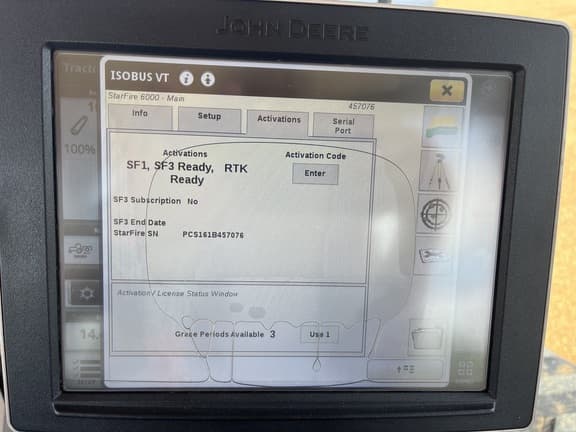 JOHN DEERE
Tracti
ISOBUS VT
StarFire 6000 - Main
457076
Info
Setup
Activations
Serial
Port
100%
Activations
Activation Code
SF1, SF3 Ready, RTK
Ready
Enter
SF3 Subscription No
SF3 End Date
StarFire SN PCS161B457076
Activation / License Status Window
14.
Grace Periods Available 3
Use 1